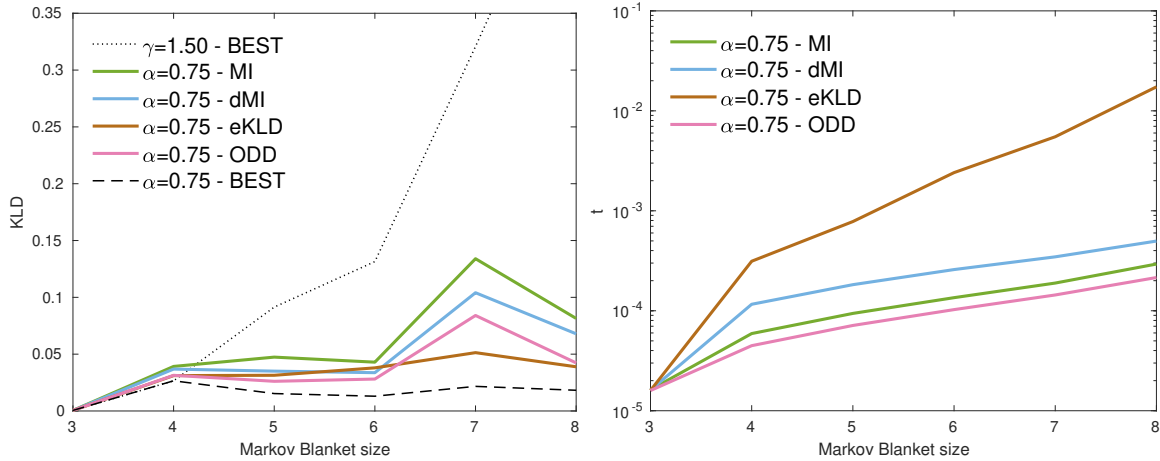 0.35
0.3
0.25
0.2
0.15
0.1
0.05
0
KLD
γ=1.50 - BEST
α=0.75 - MI
α=0.75 - dMI
α=0.75 - eKLD
α=0.75 - ODD
α=0.75 - BEST
3 4 5 6 7 8
Markov Blanket size
10^-1
10^-2
10^-3
10^-4
10^-5
t
α=0.75 - MI
α=0.75 - dMI
α=0.75 - eKLD
α=0.75 - ODD
3 4 5 6 7 8
Markov Blanket size